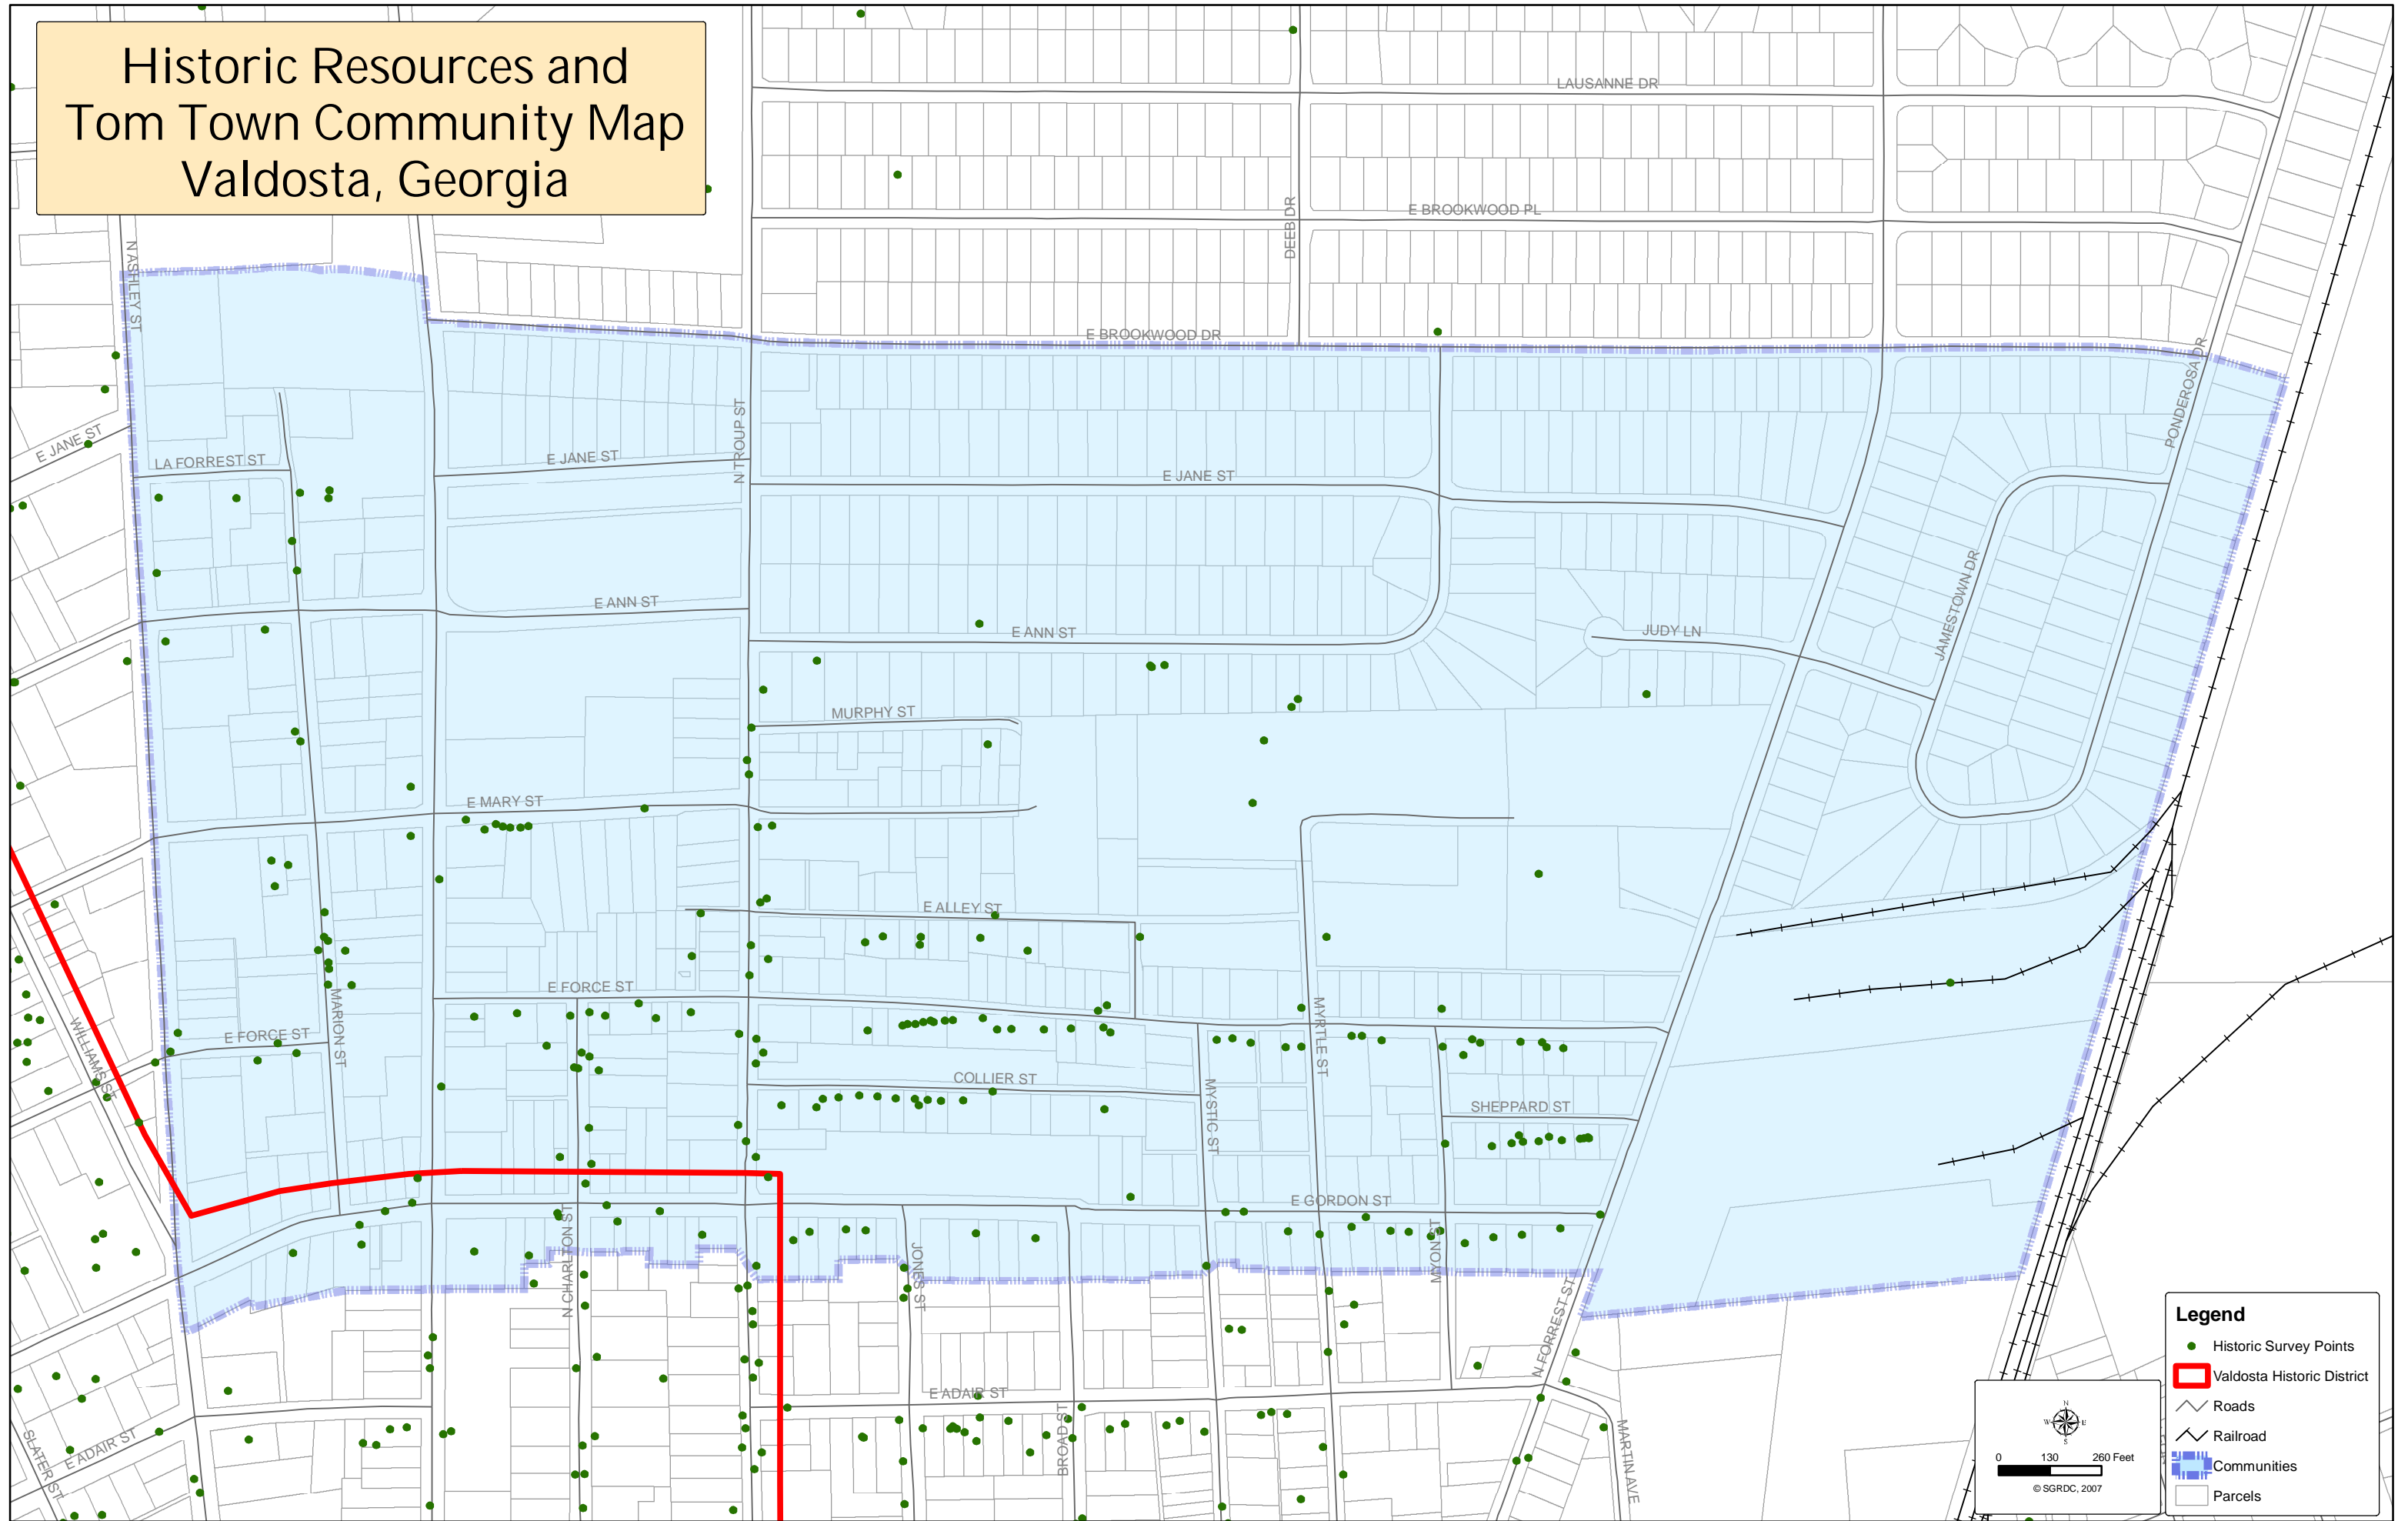 Historic Resources and
Tom Town Community Map
Valdosta, Georgia
LAUSANNE DR
E BROOKWOOD PL
DEEB DR
N ASHLEY ST
E BROOKWOOD DR
PONDEROSA DR
E JANE ST
LA FORREST ST
E JANE ST
N TROUP ST
E JANE ST
E ANN ST
E ANN ST
JUDY LN
JAMESTOWN DR
MURPHY ST
E MARY ST
E ALLEY ST
E FORCE ST
MARION ST
E FORCE ST
WILLIAMS ST
MYRTLE ST
COLLIER ST
MYSTIC ST
SHEPPARD ST
E GORDON ST
N CHARLTON ST
JONES ST
MYON ST
N FORREST ST
E ADAIR ST
BROAD ST
MARTIN AVE
SLATER ST
E ADAIR ST
N
W
E
S
0 130 260 Feet
© SGRDC, 2007
Legend
Historic Survey Points
Valdosta Historic District
Roads
Railroad
Communities
Parcels